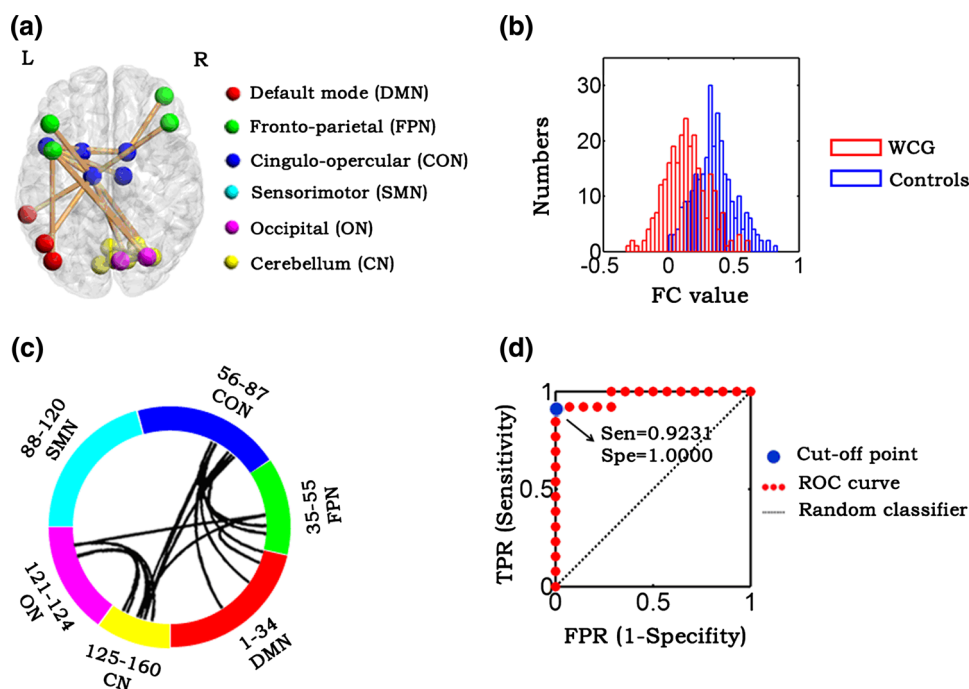 (a)
L
R
Default mode (DMN)
Fronto-parietal (FPN)
Cingulo-opercular (CON)
Sensorimotor (SMN)
Occipital (ON)
Cerebellum (CN)
(b)
Numbers
30
20
10
0
-0.5
0
0.5
1
FC value
WCG
Controls
(c)
56-87
CON
35-55
FPN
1-34
DMN
125-160
CN
121-124
ON
88-120
SMN
(d)
TPR (Sensitivity)
1
0.5
0
0
0.5
1
FPR (1-Specifity)
Sen=0.9231
Spe=1.0000
Cut-off point
ROC curve
Random classifier